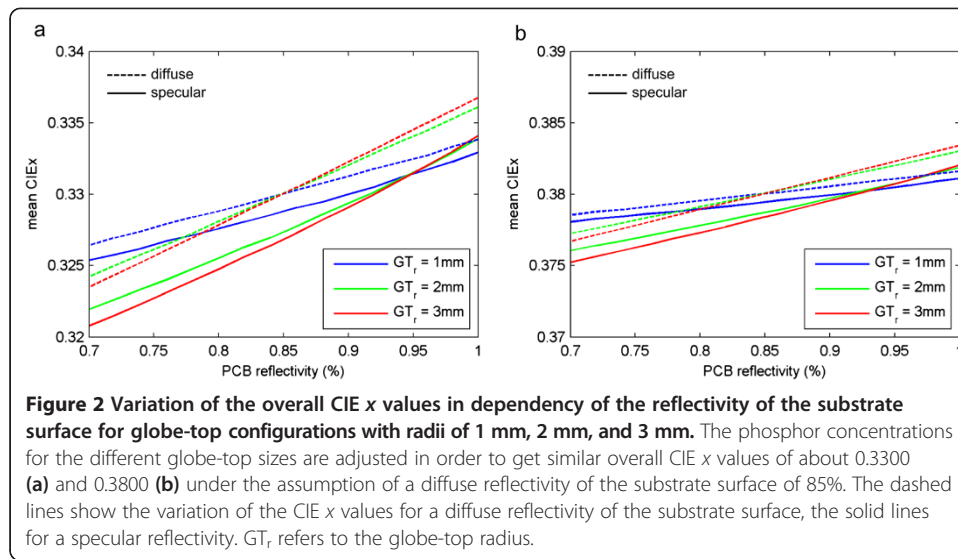 a
0.34
0.335
0.33
0.325
0.32
mean CIEx
diffuse
specular
GTr = 1mm
GTr = 2mm
GTr = 3mm
0.7 0.75 0.8 0.85 0.9 0.95 1
PCB reflectivity (%)
b
0.39
0.385
0.38
0.375
0.37
mean CIEx
diffuse
specular
GTr = 1mm
GTr = 2mm
GTr = 3mm
0.7 0.75 0.8 0.85 0.9 0.95 1
PCB reflectivity (%)
Figure 2 Variation of the overall CIE x values in dependency of the reflectivity of the substrate
surface for globe-top configurations with radii of 1 mm, 2 mm, and 3 mm. The phosphor concentrations
for the different globe-top sizes are adjusted in order to get similar overall CIE x values of about 0.3300
(a) and 0.3800 (b) under the assumption of a diffuse reflectivity of the substrate surface of 85%. The dashed
lines show the variation of the CIE x values for a diffuse reflectivity of the substrate surface, the solid lines
for a specular reflectivity. GTr refers to the globe-top radius.